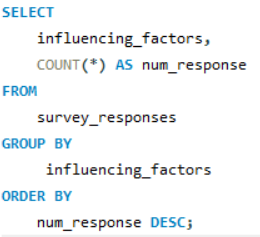 SELECT
    influencing_factors,
    COUNT(*) AS num_response
FROM
    survey_responses
GROUP BY
     influencing_factors
ORDER BY
    num_response DESC;